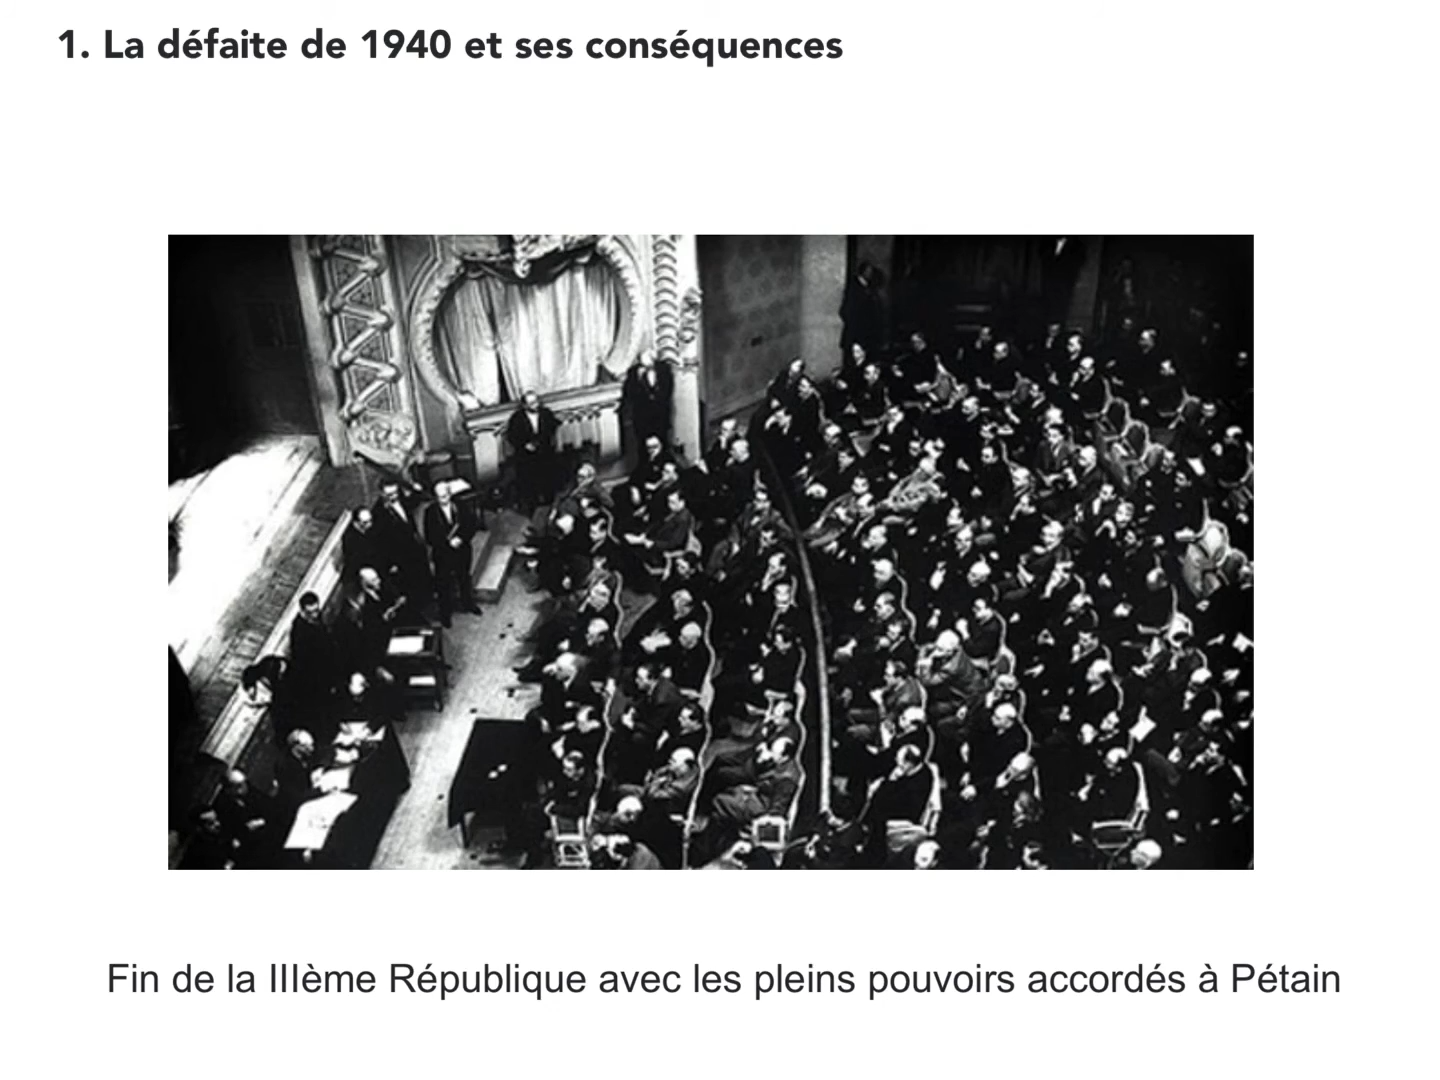 1. La défaite de 1940 et ses conséquences
Fin de la IIIème République avec les pleins pouvoirs accordés à Pétain